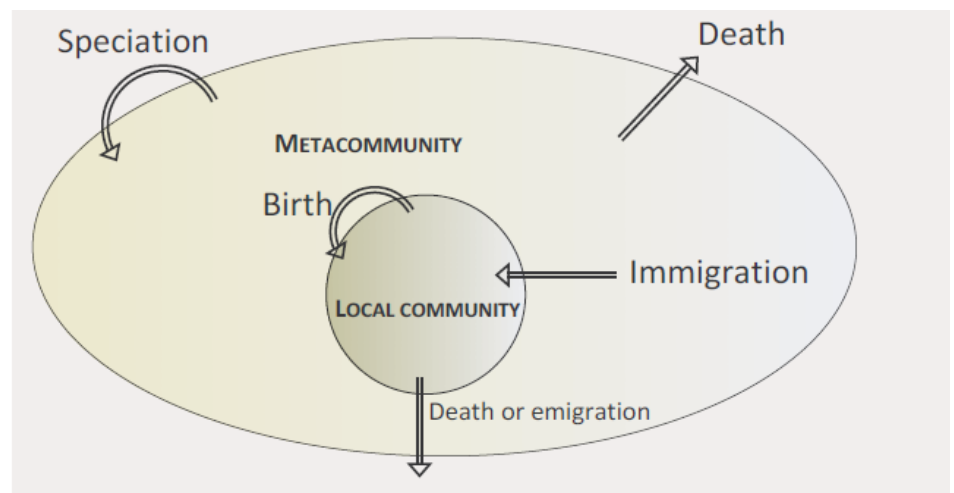 Speciation
Death
METACOMMUNITY
Birth
Immigration
LOCAL COMMUNITY
Death or emigration